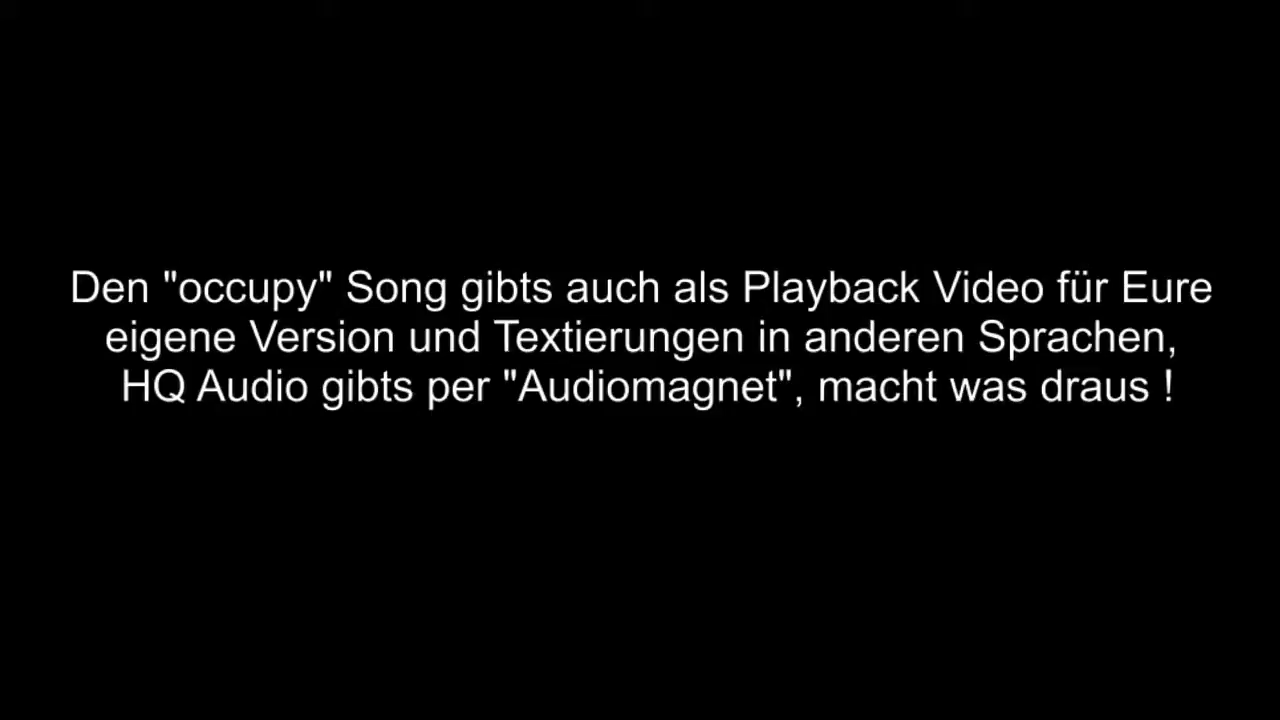 Den "occupy" Song gibts auch als Playback Video für Eure
eigene Version und Textierungen in anderen Sprachen,
HQ Audio gibts per "Audiomagnet", macht was draus !